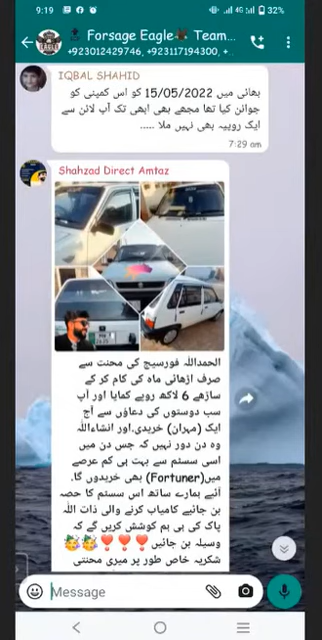 9:19
4G
32%
Forsage Eagle🦅 Team...
+923012429746, +923117194300, +..
IQBAL SHAHID
بھائی میں 15/05/2022 کو اس کمپنی کو
جوائن کیا تھا مجھے بھی ابھی تک آپ لائن سے
ایک روپیہ بھی نہیں ملا .....
7:29 am
Shahzad Direct Amtaz
الحمداللہ فورسیج کی محنت سے
صرف اڑھائی ماہ کی کام کر کے
ساڑھے 6 لاکھ روپے کمایا اور آپ
سب دوستوں کی دعاؤں سے آج
ایک (مہران) خریدی.اور انشاءاللہ
وہ دن دور نہیں کہ جس دن میں
اسی سسٹم سے بہت ہی کم عرصے
میں(Fortuner) بھی خریدوں گا.
آئیے ہمارے ساتھ اس سسٹم کا حصہ
بن جائیے کامیاب کرنے والی ذات اللہ
پاک کی ہی ہم کوشش کریں گے کہ
وسیلہ بن جائیں❣️❣️❣️🥳🥳
شکریہ خاص طور پر میری محنتی
Message